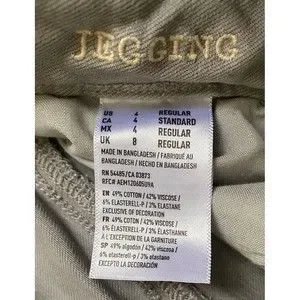 JEGGING
US 4 REGULAR
CA 4 STANDARD
MX 4 REGULAR
UK 8 REGULAR
MADE IN BANGLADESH / FABRIQUÉ AU
BANGLADESH / HECHO EN BANGLADESH
RN 54485/CA 03873
RFC# AEM120605U9A
EN 49% COTTON / 42% VISCOSE /
6% ELASTERELL-P / 3% ELASTANE
EXCLUSIVE OF DECORATION
FR 49% COTON / 42% VISCOSE /
6% ELASTERELL-P / 3% ÉLASTHANNE
À L'EXCEPTION DE LA GARNITURE
SP 49% algodón / 42% viscosa /
6% elasterell-p / 3% elastano
EXCEPTO LA DECORACIÓN